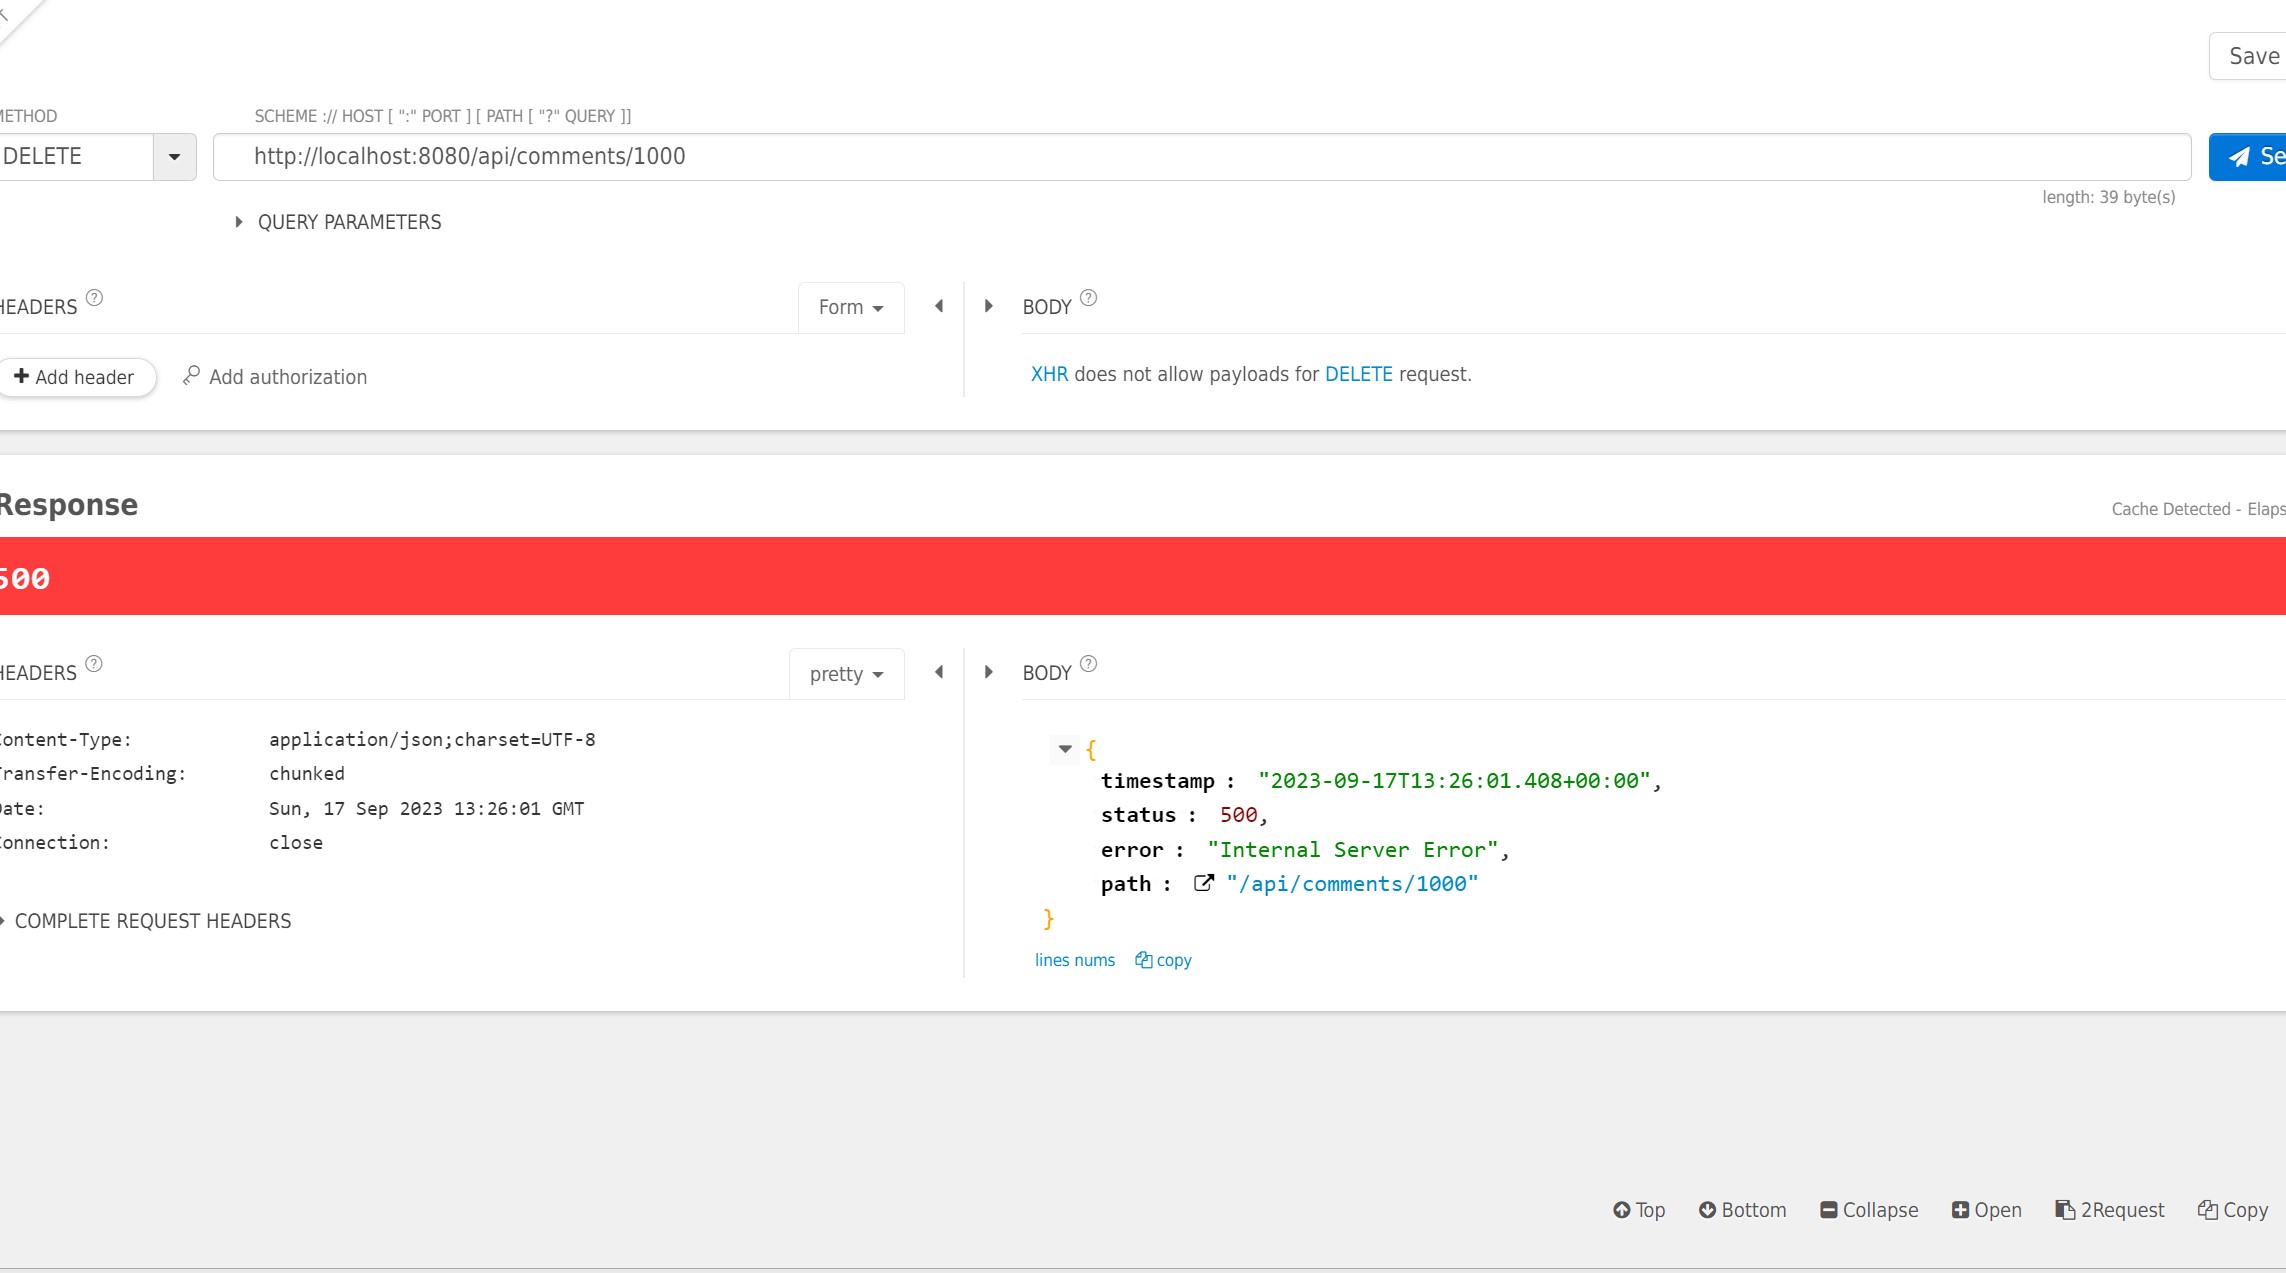 Save
METHOD
SCHEME :// HOST [ ":" PORT ] [ PATH [ "?" QUERY ]]
DELETE
http://localhost:8080/api/comments/1000
Se
length: 39 byte(s)
QUERY PARAMETERS
HEADERS ?
Form
BODY ?
Add header
Add authorization
XHR does not allow payloads for DELETE request.
Response
Cache Detected - Elaps
500
HEADERS ?
pretty
BODY ?
Content-Type: application/json;charset=UTF-8
Transfer-Encoding: chunked
Date: Sun, 17 Sep 2023 13:26:01 GMT
Connection: close
COMPLETE REQUEST HEADERS
{
timestamp : "2023-09-17T13:26:01.408+00:00",
status : 500,
error : "Internal Server Error",
path : "/api/comments/1000"
}
lines nums copy
Top Bottom Collapse Open 2Request Copy